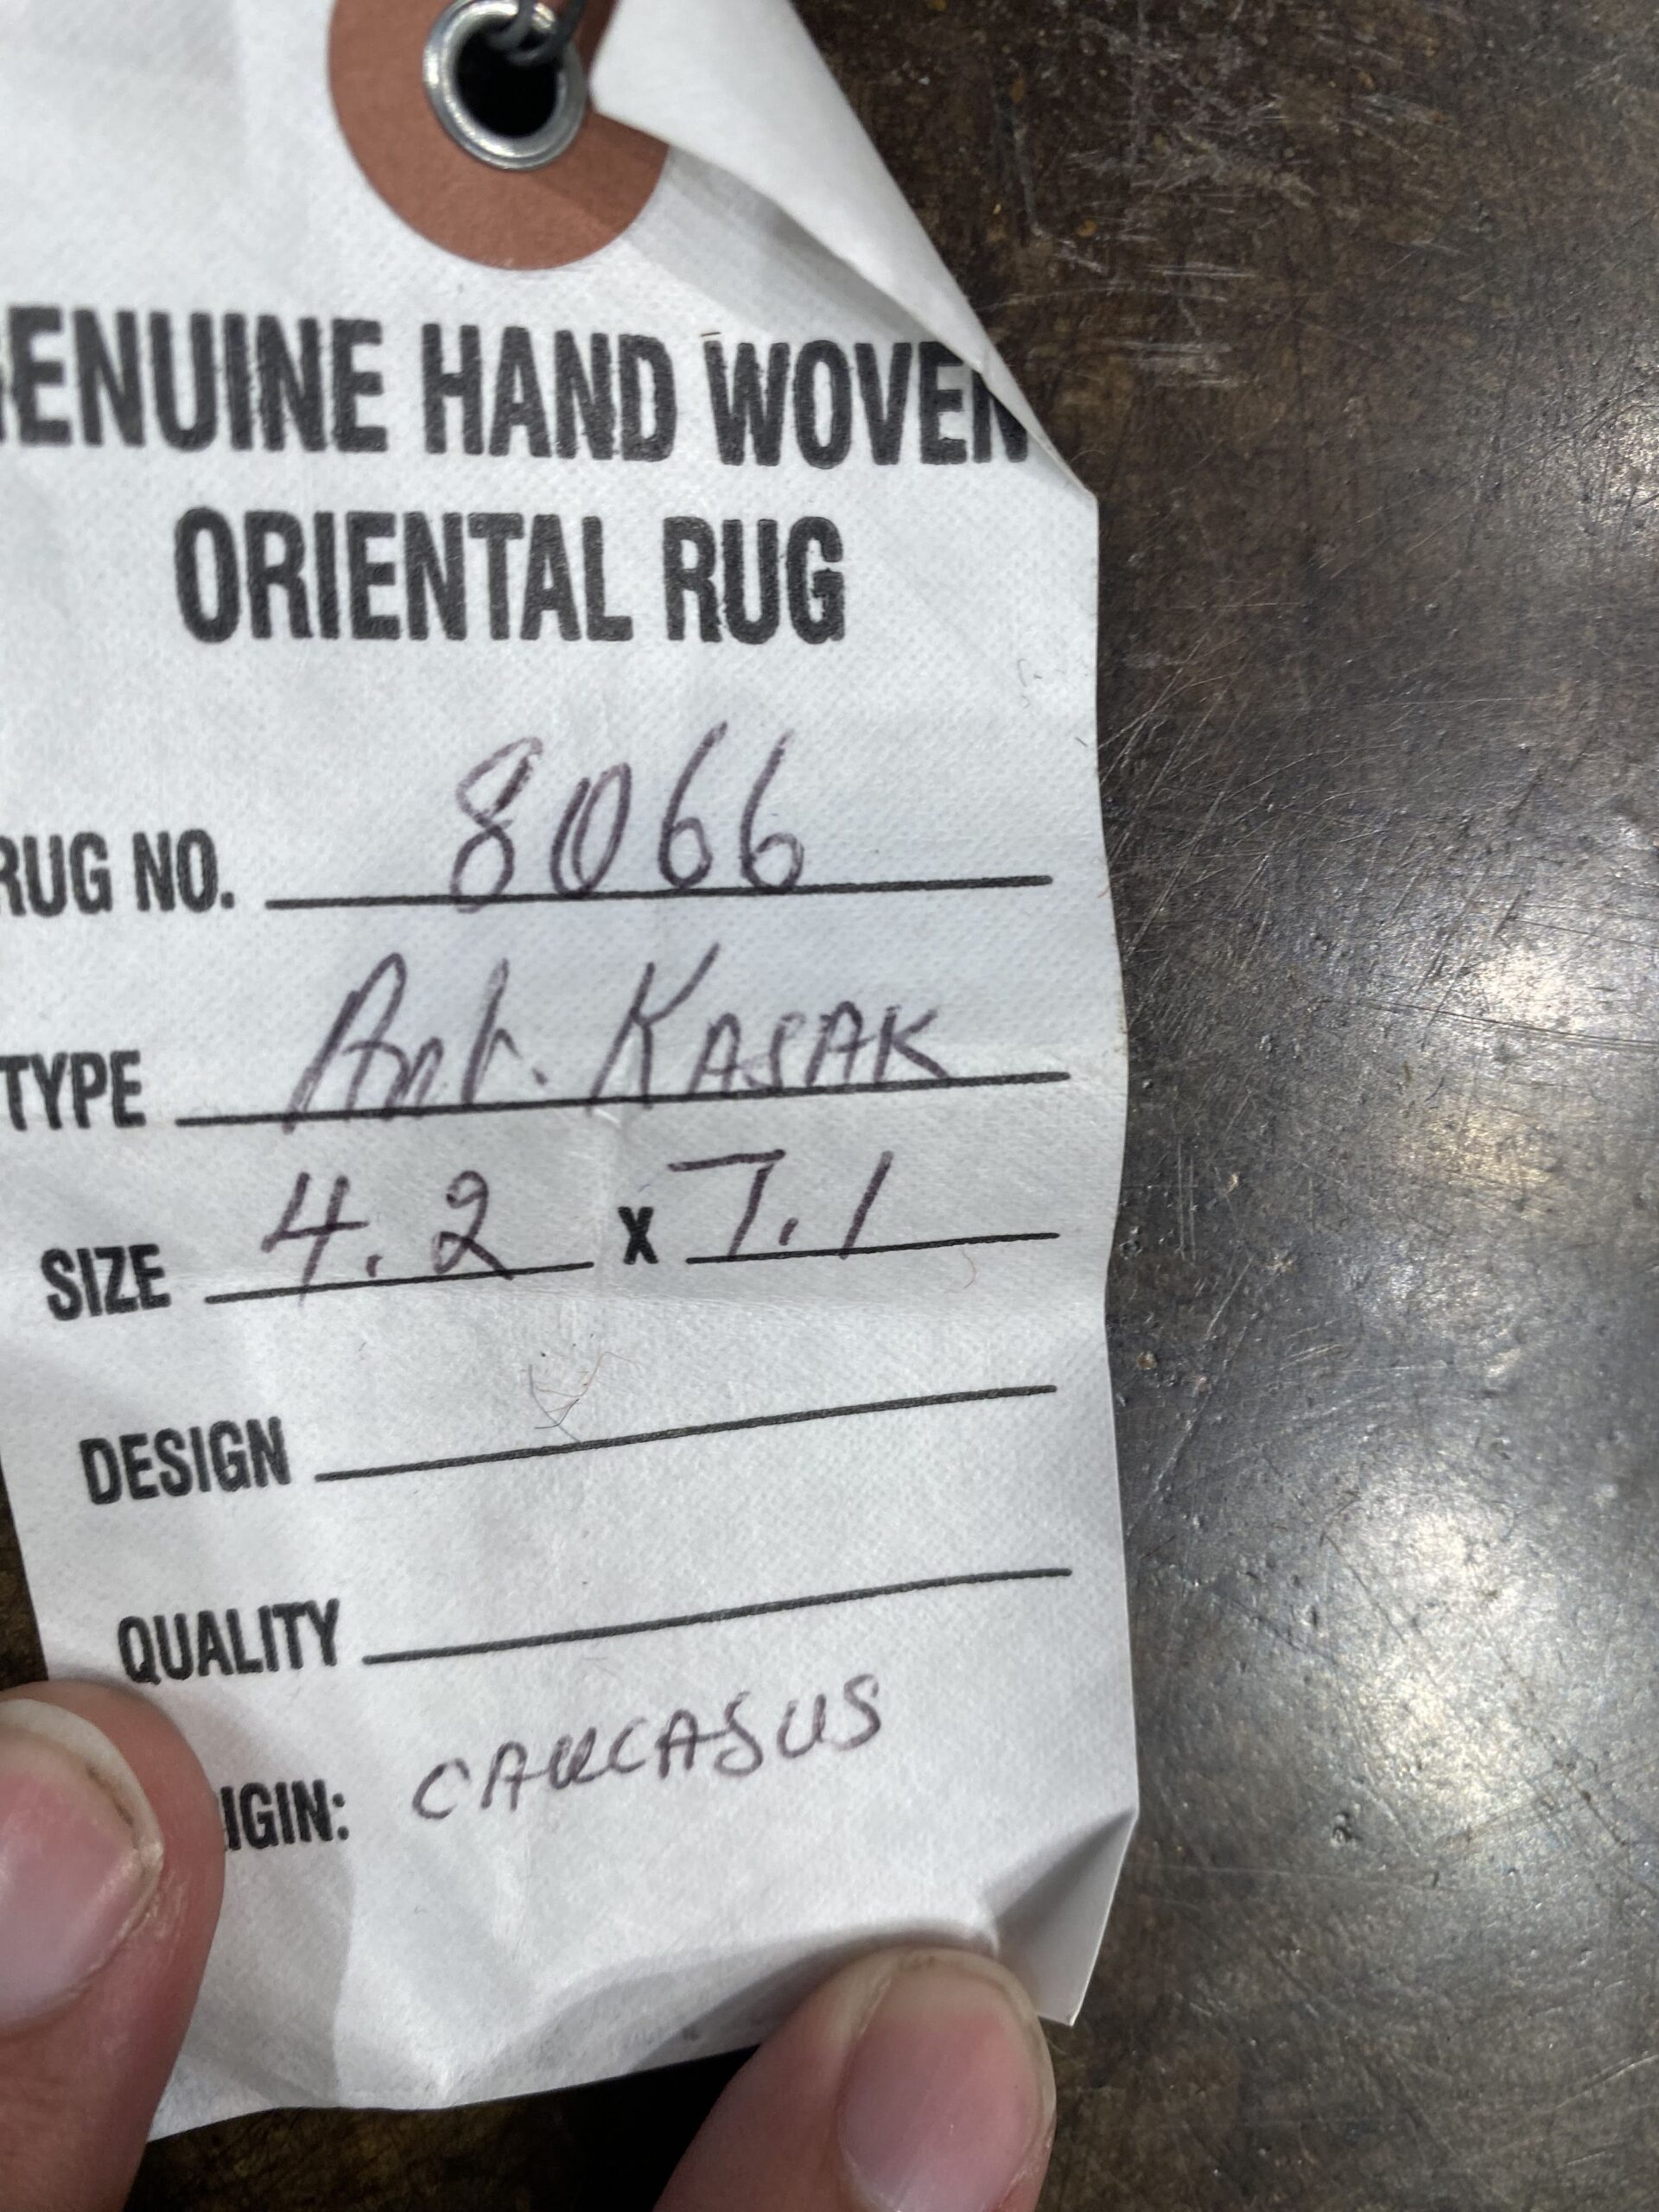 GENUINE HAND WOVEN
ORIENTAL RUG
RUG NO. 8066
TYPE Ant. KASAK
SIZE 4.2 x 7.1
DESIGN
QUALITY
IGIN: CAUCASUS